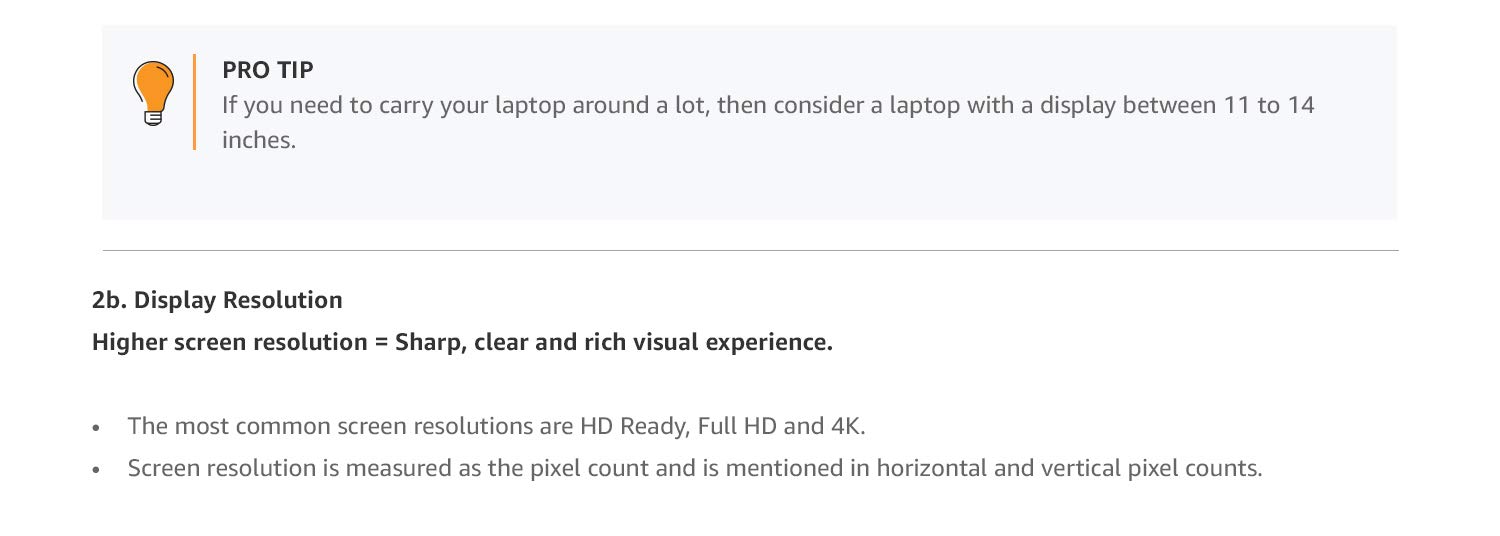 PRO TIP
If you need to carry your laptop around a lot, then consider a laptop with a display between 11 to 14
inches.
2b. Display Resolution
Higher screen resolution = Sharp, clear and rich visual experience.
• The most common screen resolutions are HD Ready, Full HD and 4K.
• Screen resolution is measured as the pixel count and is mentioned in horizontal and vertical pixel counts.